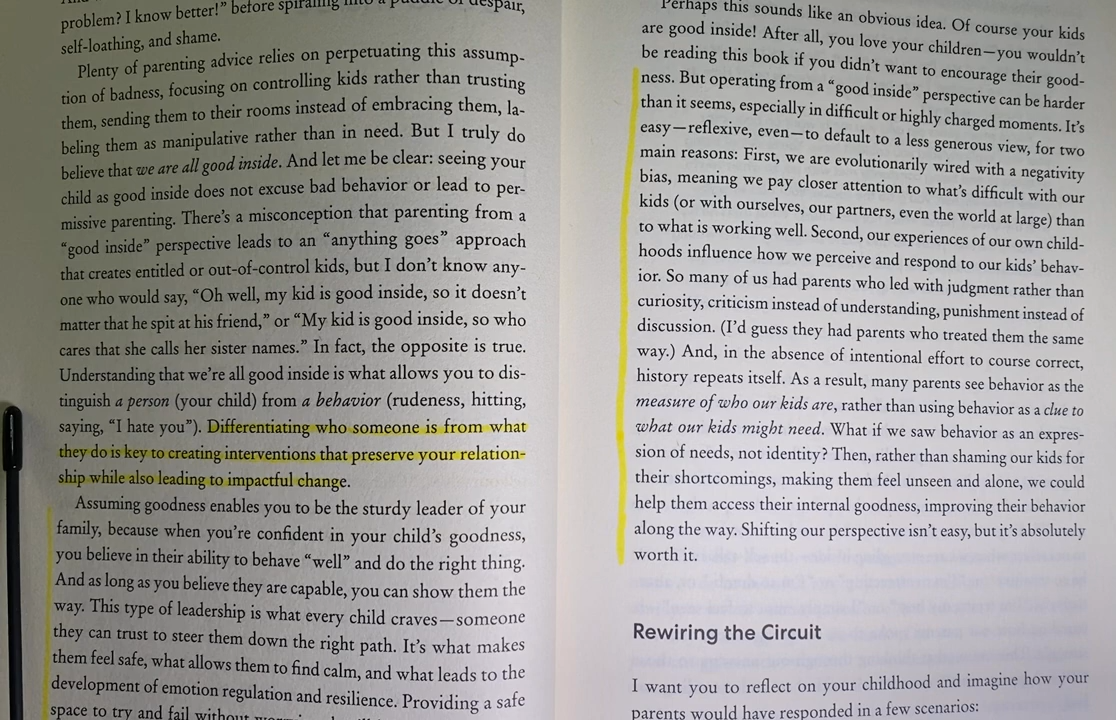 problem? I know better!” before spiraling into a puddle of despair,
self-loathing, and shame.
Plenty of parenting advice relies on perpetuating this assump-
tion of badness, focusing on controlling kids rather than trusting
them, sending them to their rooms instead of embracing them, la-
beling them as manipulative rather than in need. But I truly do
believe that we are all good inside. And let me be clear: seeing your
child as good inside does not excuse bad behavior or lead to per-
missive parenting. There’s a misconception that parenting from a
“good inside” perspective leads to an “anything goes” approach
that creates entitled or out-of-control kids, but I don’t know any-
one who would say, “Oh well, my kid is good inside, so it doesn’t
matter that he spit at his friend,” or “My kid is good inside, so who
cares that she calls her sister names.” In fact, the opposite is true.
Understanding that we’re all good inside is what allows you to dis-
tinguish a person (your child) from a behavior (rudeness, hitting,
saying, “I hate you”). Differentiating who someone is from what
they do is key to creating interventions that preserve your relation-
ship while also leading to impactful change.
Assuming goodness enables you to be the sturdy leader of your
family, because when you’re confident in your child’s goodness,
you believe in their ability to behave “well” and do the right thing.
And as long as you believe they are capable, you can show them the
way. This type of leadership is what every child craves—someone
they can trust to steer them down the right path. It’s what makes
them feel safe, what allows them to find calm, and what leads to the
development of emotion regulation and resilience. Providing a safe
space to try and fail without
Perhaps this sounds like an obvious idea. Of course your kids
are good inside! After all, you love your children—you wouldn’t
be reading this book if you didn’t want to encourage their good-
ness. But operating from a “good inside” perspective can be harder
than it seems, especially in difficult or highly charged moments. It’s
easy—reflexive, even—to default to a less generous view, for two
main reasons: First, we are evolutionarily wired with a negativity
bias, meaning we pay closer attention to what’s difficult with our
kids (or with ourselves, our partners, even the world at large) than
to what is working well. Second, our experiences of our own child-
hoods influence how we perceive and respond to our kids’ behav-
ior. So many of us had parents who led with judgment rather than
curiosity, criticism instead of understanding, punishment instead of
discussion. (I’d guess they had parents who treated them the same
way.) And, in the absence of intentional effort to course correct,
history repeats itself. As a result, many parents see behavior as the
measure of who our kids are, rather than using behavior as a clue to
what our kids might need. What if we saw behavior as an expres-
sion of needs, not identity? Then, rather than shaming our kids for
their shortcomings, making them feel unseen and alone, we could
help them access their internal goodness, improving their behavior
along the way. Shifting our perspective isn’t easy, but it’s absolutely
worth it.
Rewiring the Circuit
I want you to reflect on your childhood and imagine how your
parents would have responded in a few scenarios: